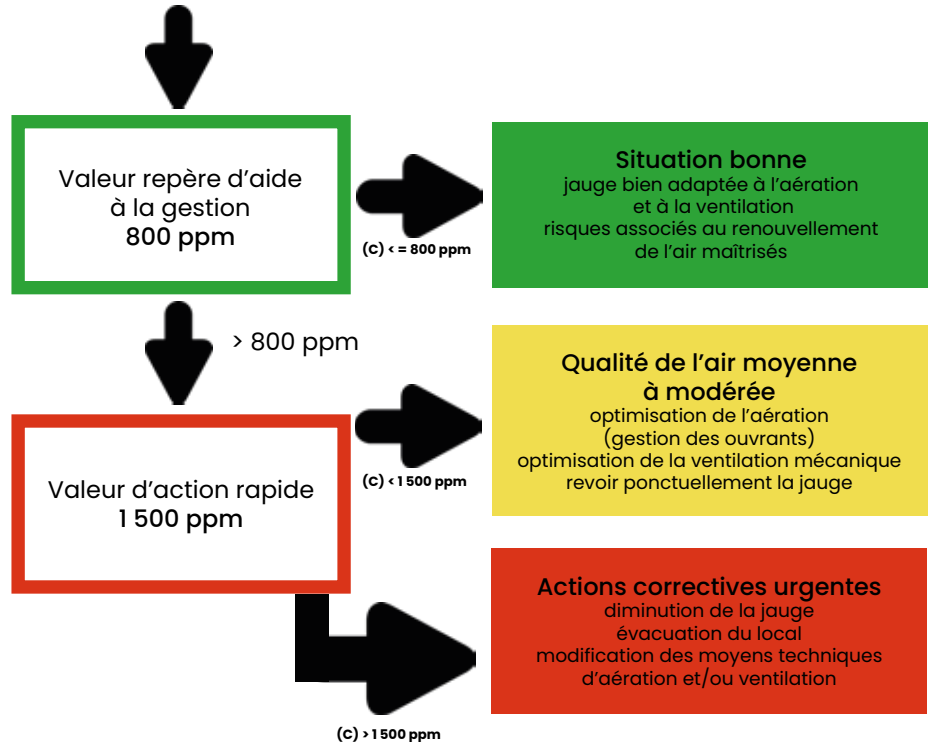 Valeur repère d’aide
à la gestion
800 ppm
(C) < = 800 ppm
Situation bonne
jauge bien adaptée à l’aération
et à la ventilation
risques associés au renouvellement
de l’air maîtrisés
> 800 ppm
Valeur d’action rapide
1 500 ppm
(C) < 1 500 ppm
Qualité de l’air moyenne
à modérée
optimisation de l’aération
(gestion des ouvrants)
optimisation de la ventilation mécanique
revoir ponctuellement la jauge
(C) > 1 500 ppm
Actions correctives urgentes
diminution de la jauge
évacuation du local
modification des moyens techniques
d’aération et/ou ventilation